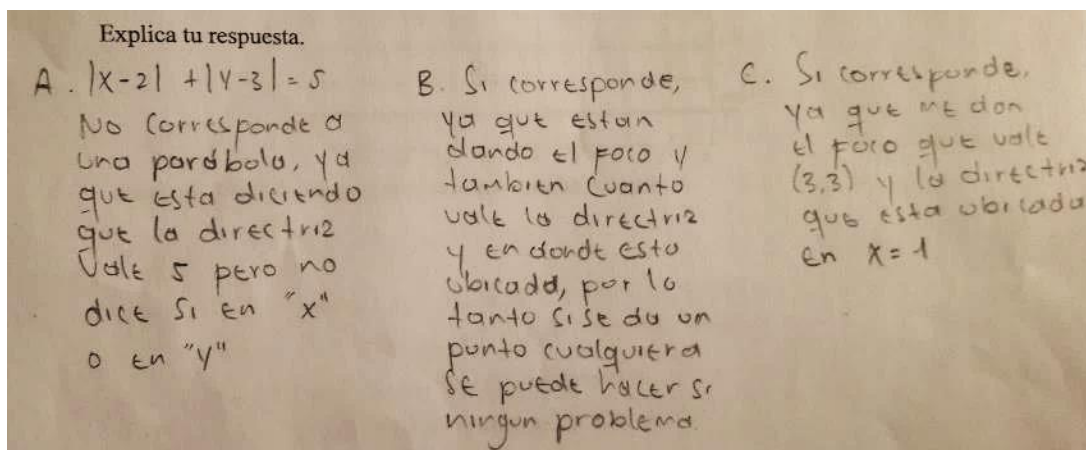 Explica tu respuesta.
A. |x-2| + |y-3| = 5
No corresponde a
una parábola, ya
que esta diciendo
que la directriz
vale 5 pero no
dice si en "x"
o en "y"
B. Si corresponde,
ya que estan
dando el foco y
tambien cuanto
vale la directriz
y en donde esta
ubicada, por lo
tanto si se da un
punto cualquiera
se puede hacer si
ningun problema.
C. Si corresponde,
ya que me dan
el foco que vale
(3,3) y la directriz
que esta ubicada
en x=-1